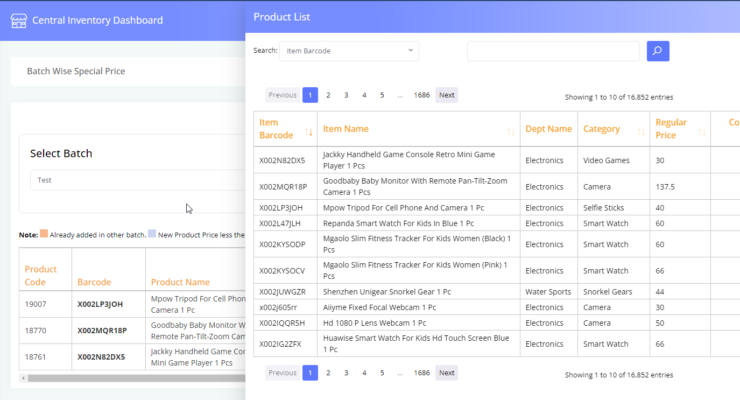 Central Inventory Dashboard
Batch Wise Special Price
Select Batch
Test
Note: Already added in other batch. New Product Price less the
Product Code Barcode Product Name
19007 X002LP3JOH Mpow Tripod For Cell Phon
Camera 1 Pc
18770 X002MQR18P Goodbaby Baby Monitor W
Remote Pan-Tilt-Zoom Cam
18761 X002N82DX5 Jackky Handheld Game Cor
Mini Game Player 1 Pcs
Product List
Search: Item Barcode
Previous 1 2 3 4 5 ... 1686 Next
Showing 1 to 10 of 16,852 entries
Item Barcode Item Name Dept Name Category Regular Price Co
X002N82DX5 Jackky Handheld Game Console Retro Mini Game Electronics Video Games 30
Player 1 Pcs
X002MQR18P Goodbaby Baby Monitor With Remote Pan-Tilt-Zoom Electronics Camera 137.5
Camera 1 Pcs
X002LP3JOH Mpow Tripod For Cell Phone And Camera 1 Pc Electronics Selfie Sticks 40
X002L47JLH Repanda Smart Watch For Kids In Blue 1 Pc Electronics Smart Watch 60
X002KYSODP Mgaolo Slim Fitness Tracker For Kids Women (Black) 1 Electronics Smart Watch 60
Pcs
X002KYSOCV Mgaolo Slim Fitness Tracker For Kids Women (Pink) 1 Electronics Smart Watch 66
Pcs
X002JUWGZR Shenzhen Unigear Snorkel Gear 1 Pc Water Sports Snorkel Gears 44
x002j605rr Aiiyme Fixed Focal Webcam 1 Pc Electronics Camera 30
X002IQQR5H Hd 1080 P Lens Webcam 1 Pc Electronics Camera 50
X002IG2ZFX Huawise Smart Watch For Kids Hd Touch Screen Blue Electronics Smart Watch 66
1 Pc
Previous 1 2 3 4 5 ... 1686 Next
Showing 1 to 10 of 16,852 entries